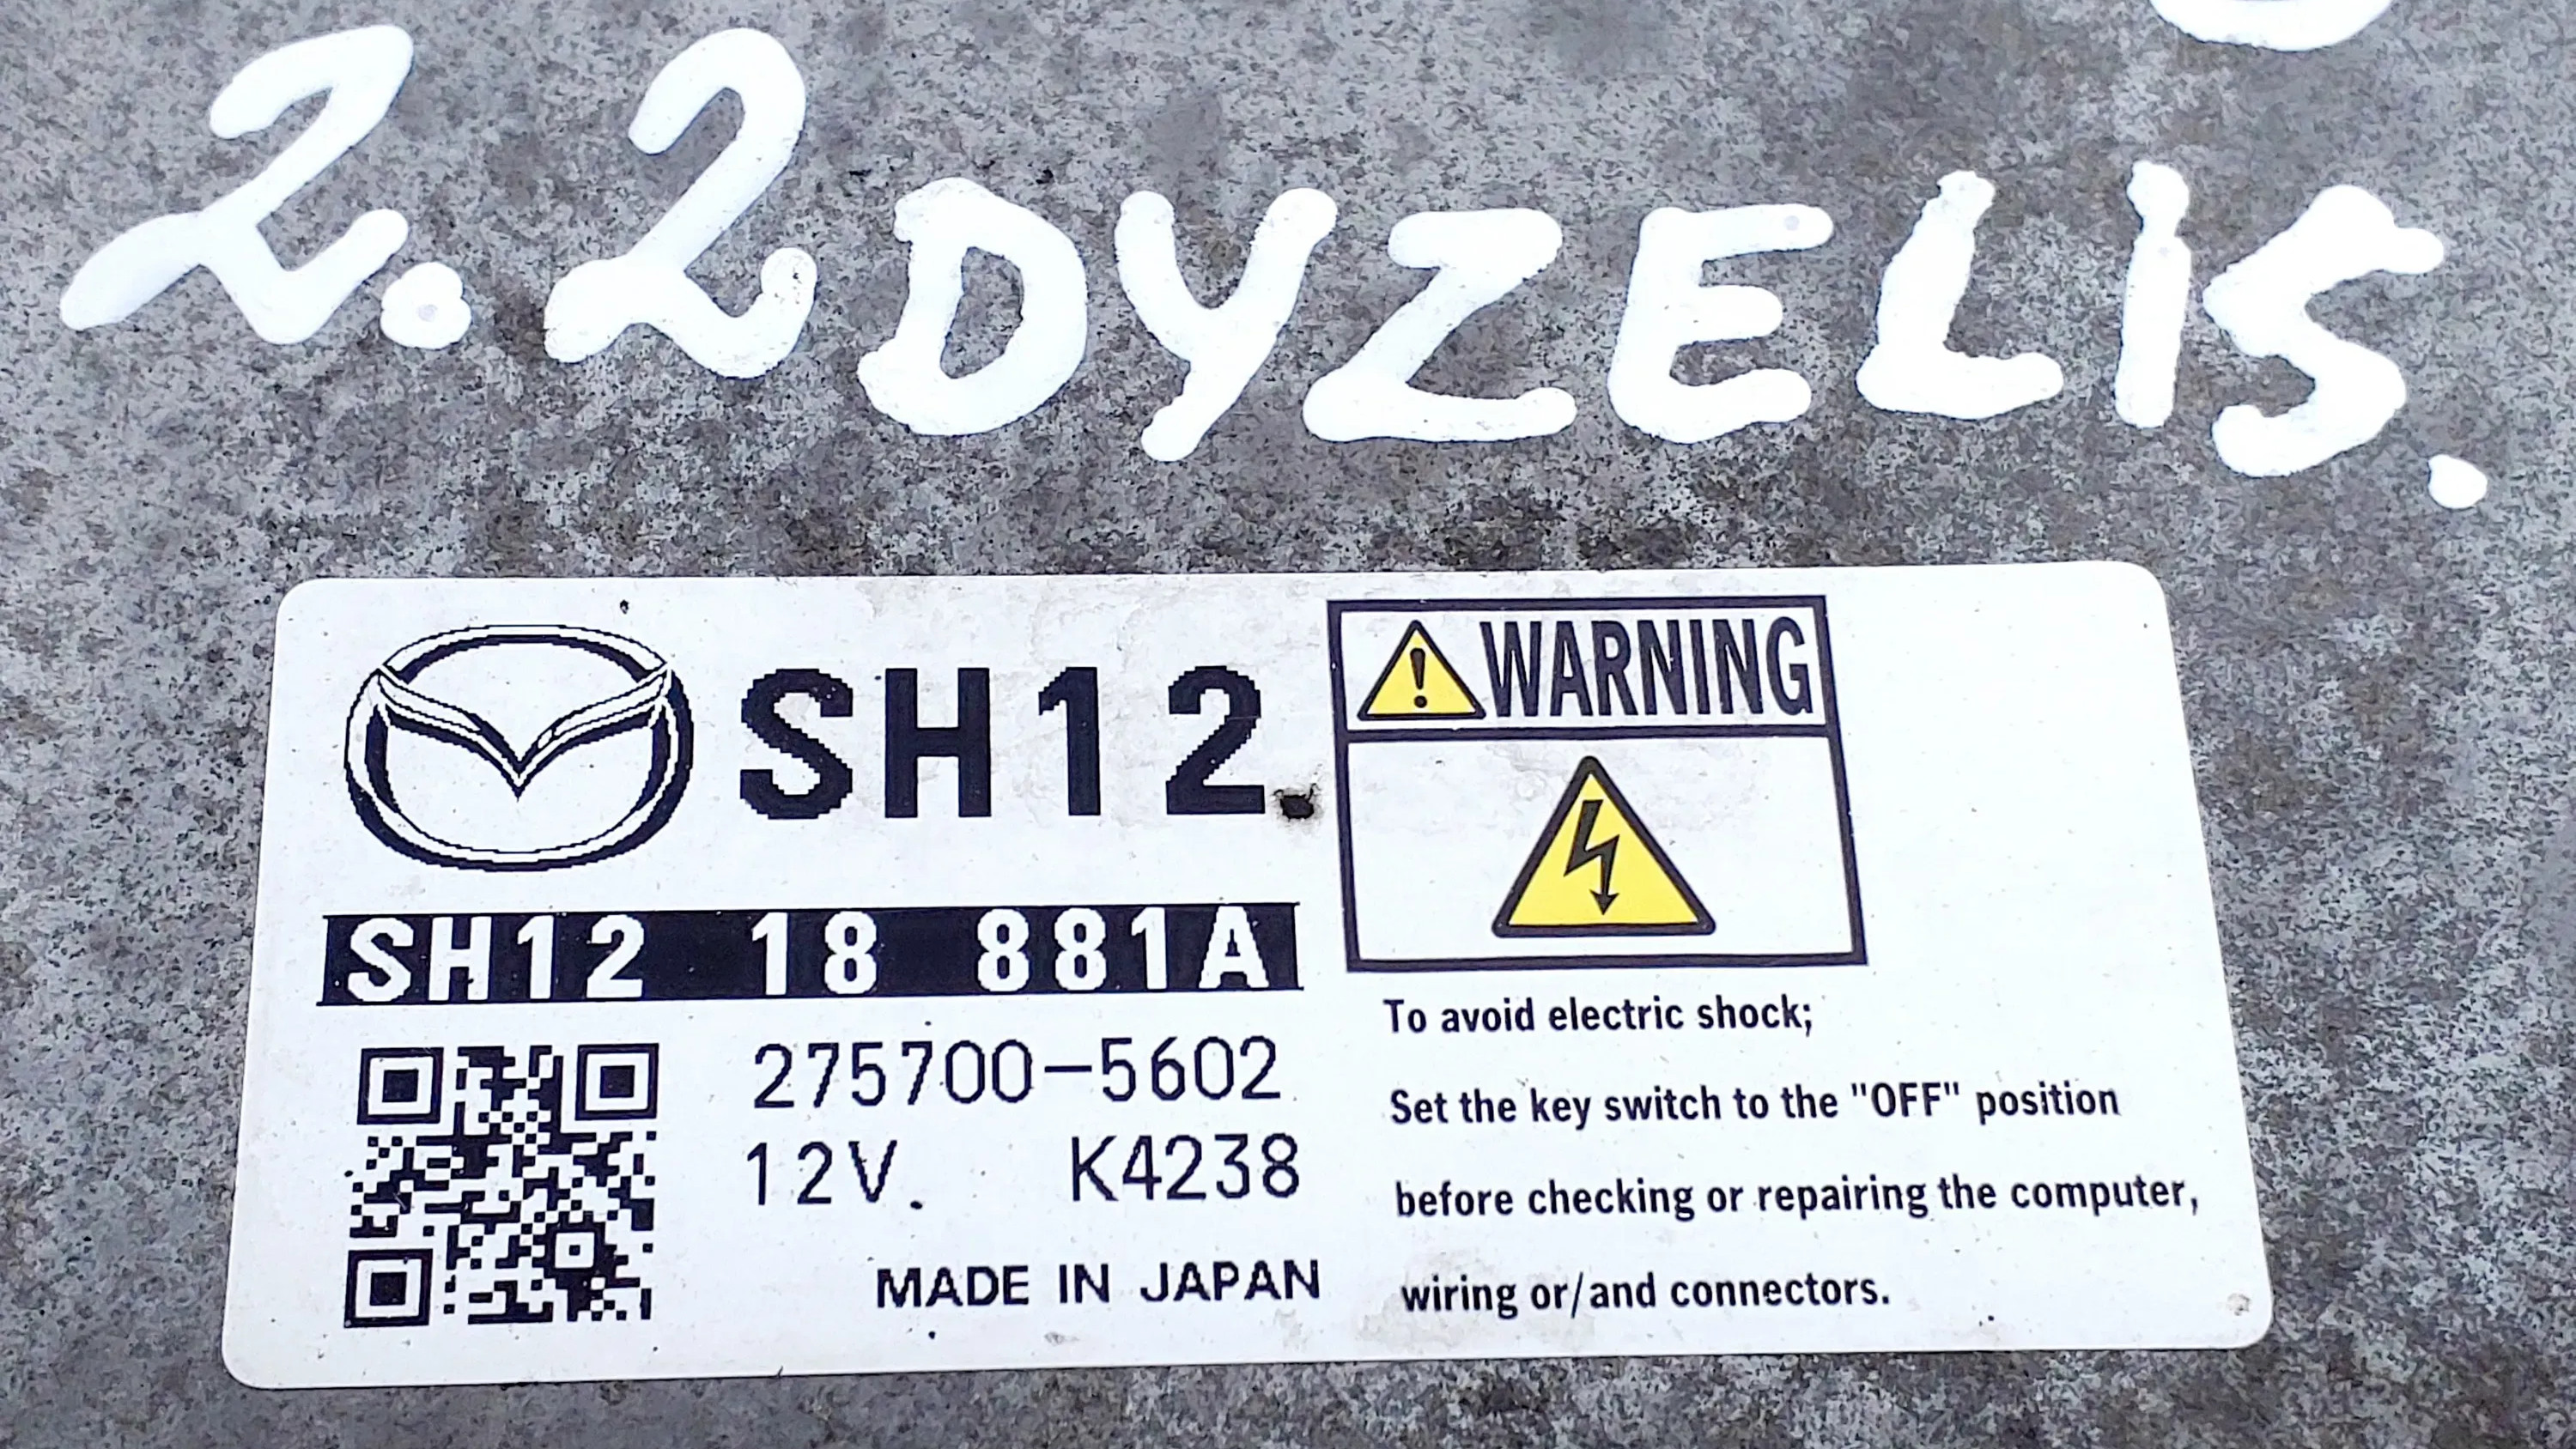 2.2 DYZELIS.
SH12
SH12 18 881A
275700-5602
12V. K4238
MADE IN JAPAN
WARNING
To avoid electric shock;
Set the key switch to the "OFF" position
before checking or repairing the computer,
wiring or/and connectors.